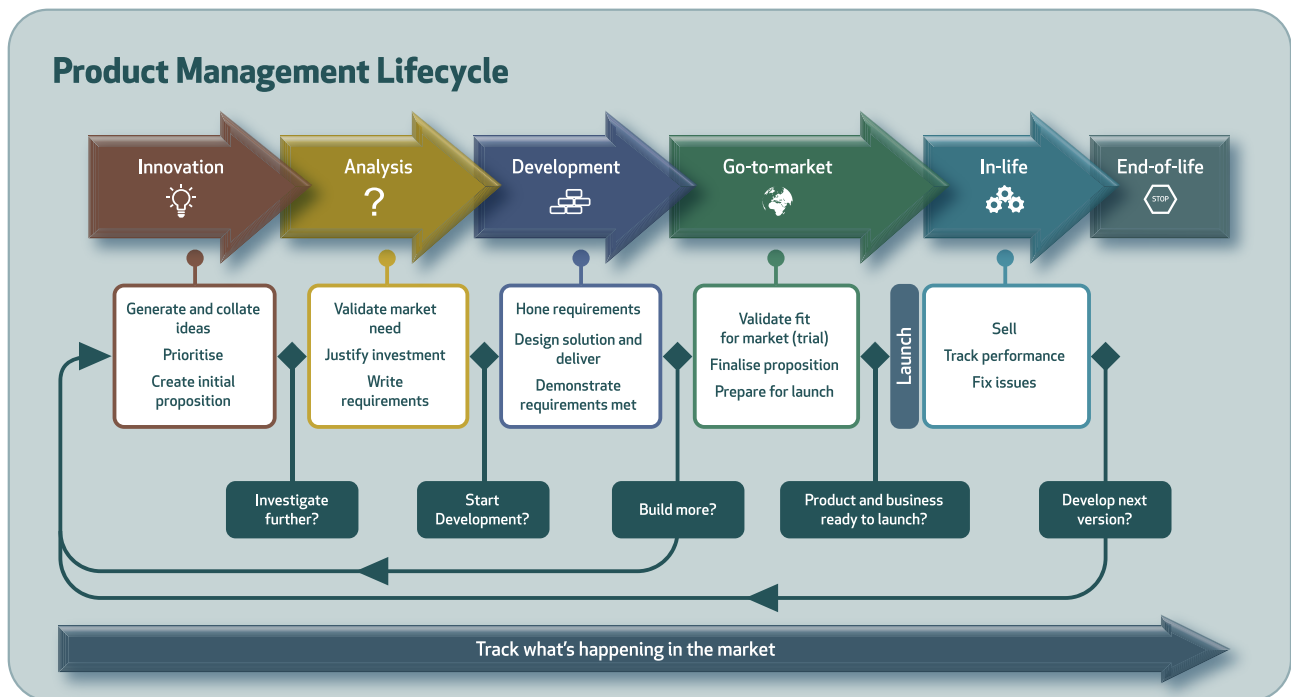 Product Management Lifecycle
Innovation
Analysis
?
Development
Go-to-market
In-life
End-of-life
STOP
Generate and collate
ideas
Prioritise
Create initial
proposition
Validate market
need
Justify investment
Write
requirements
Hone requirements
Design solution and
deliver
Demonstrate
requirements met
Validate fit
for market (trial)
Finalise proposition
Prepare for launch
Launch
Sell
Track performance
Fix issues
Investigate
further?
Start
Development?
Build more?
Product and business
ready to launch?
Develop next
version?
Track what's happening in the market